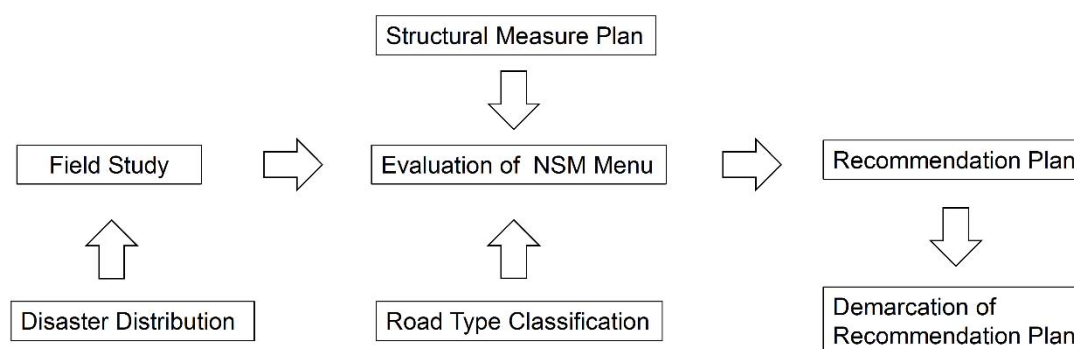 Structural Measure Plan
Field Study
Evaluation of NSM Menu
Recommendation Plan
Disaster Distribution
Road Type Classification
Demarcation of
Recommendation Plan